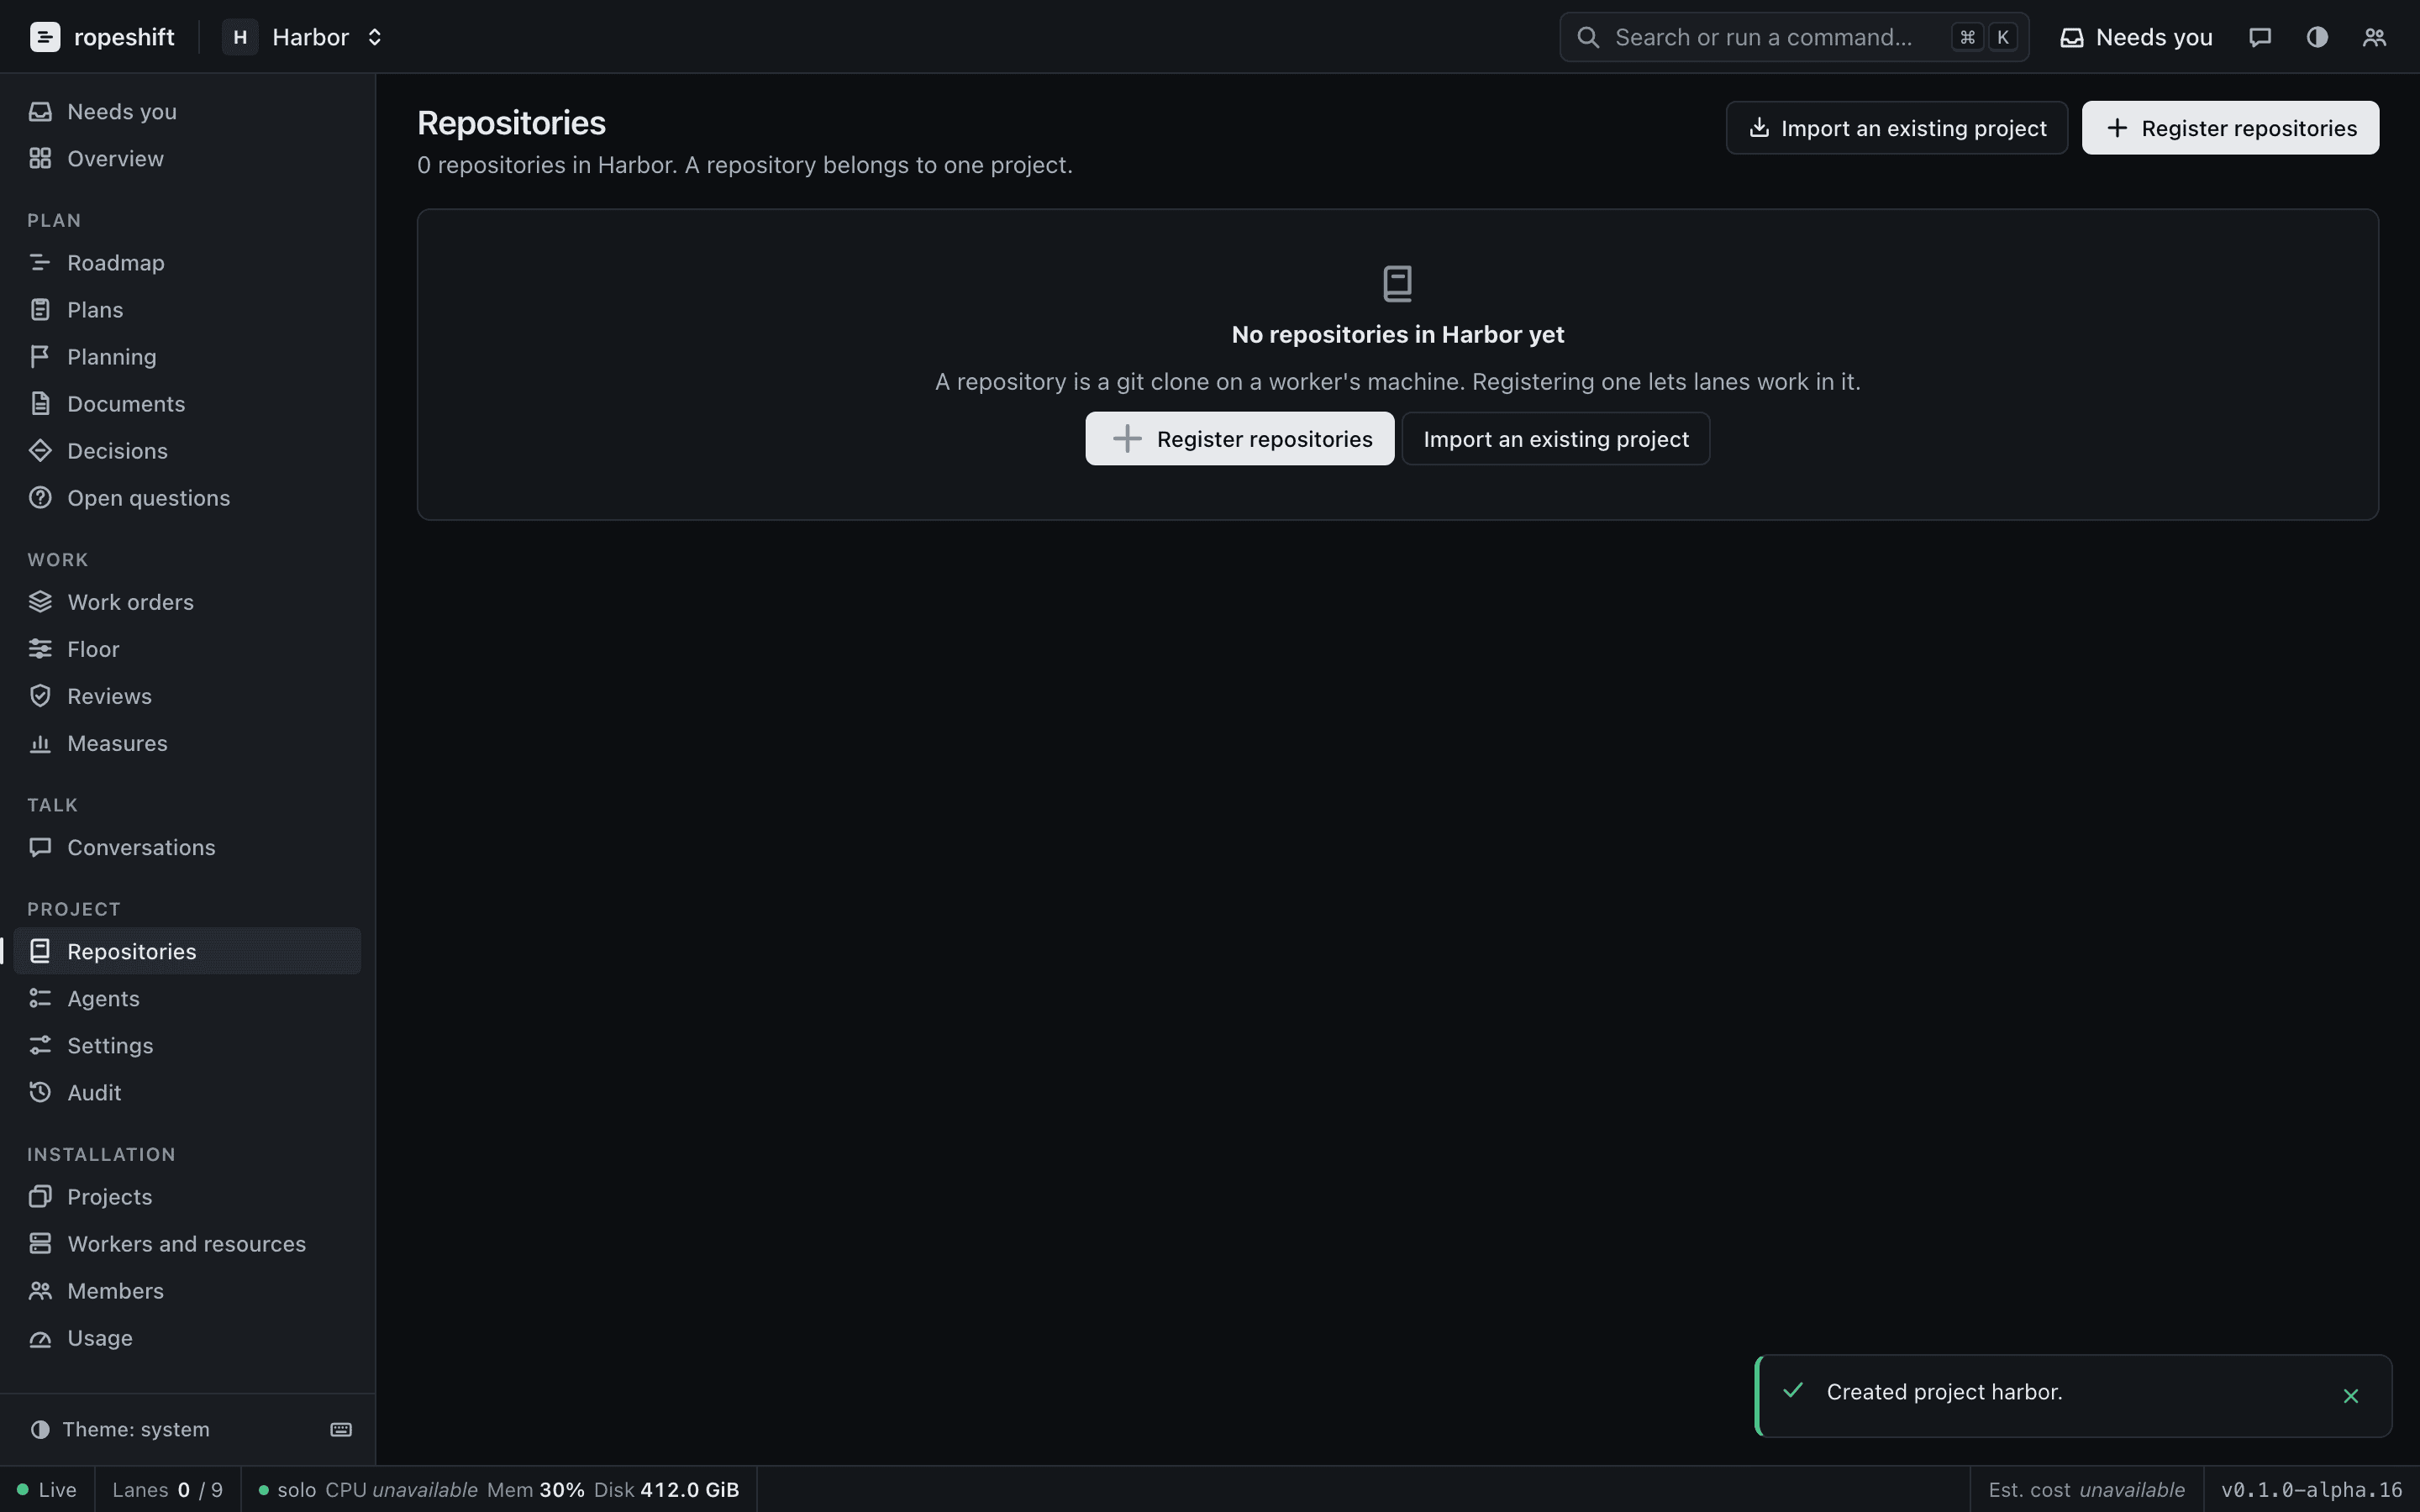 ropeshift
H Harbor
Search or run a command... ⌘ K
Needs you
Needs you
Overview
PLAN
Roadmap
Plans
Planning
Documents
Decisions
Open questions
WORK
Work orders
Floor
Reviews
Measures
TALK
Conversations
PROJECT
Repositories
Agents
Settings
Audit
INSTALLATION
Projects
Workers and resources
Members
Usage
Theme: system
Repositories
0 repositories in Harbor. A repository belongs to one project.
Import an existing project
Register repositories
No repositories in Harbor yet
A repository is a git clone on a worker's machine. Registering one lets lanes work in it.
Register repositories
Import an existing project
Created project harbor.
Live
Lanes 0 / 9
solo CPU unavailable Mem 30% Disk 412.0 GiB
Est. cost unavailable
v0.1.0-alpha.16